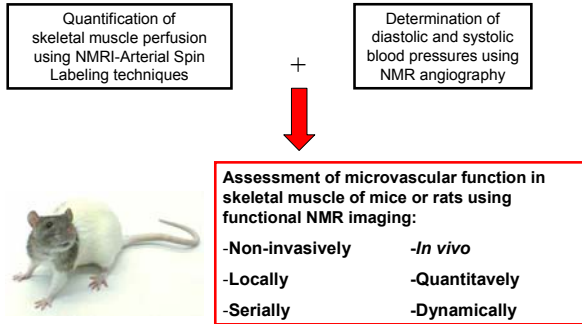 Quantification of
skeletal muscle perfusion
using NMRI-Arterial Spin
Labeling techniques
+
Determination of
diastolic and systolic
blood pressures using
NMR angiography
Assessment of microvascular function in
skeletal muscle of mice or rats using
functional NMR imaging:
-Non-invasively -In vivo
-Locally -Quantitavely
-Serially -Dynamically